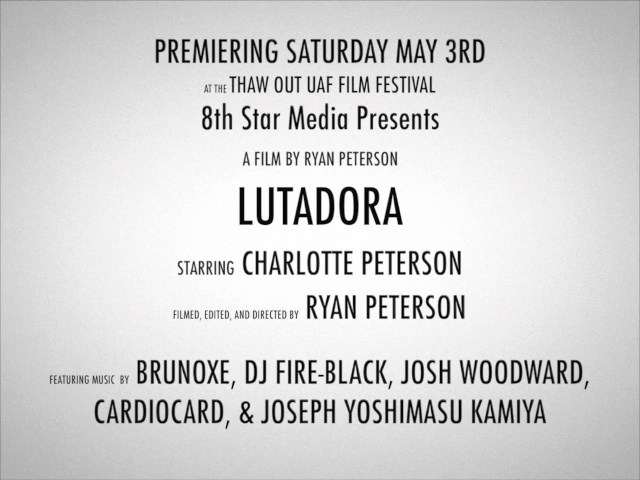 PREMIERING SATURDAY MAY 3RD
AT THE THAW OUT UAF FILM FESTIVAL
8th Star Media Presents
A FILM BY RYAN PETERSON
LUTADORA
STARRING CHARLOTTE PETERSON
FILMED, EDITED, AND DIRECTED BY RYAN PETERSON
FEATURING MUSIC BY BRUNOXE, DJ FIRE-BLACK, JOSH WOODWARD,
CARDIOCARD, & JOSEPH YOSHIMASU KAMIYA